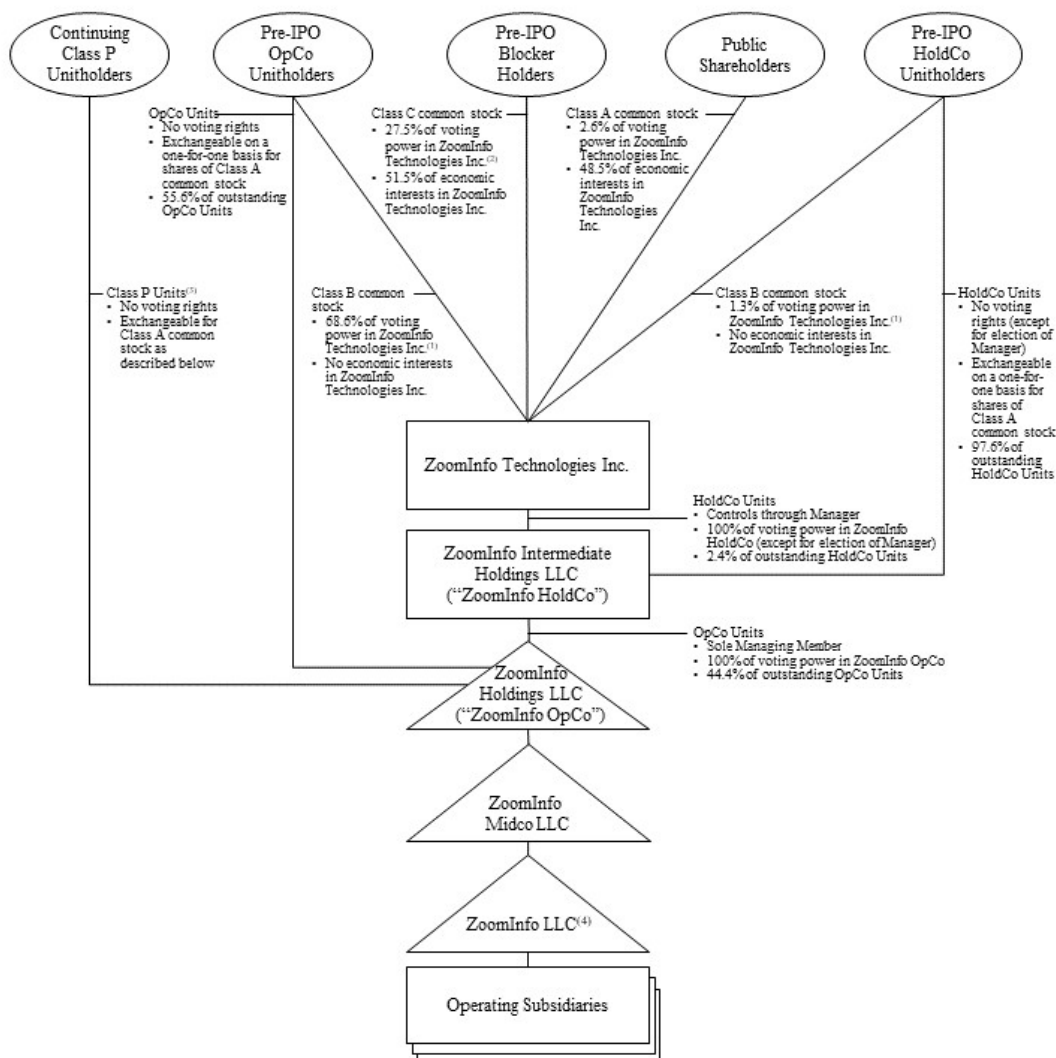 Continuing
Class P
Unitholders
Pre-IPO
OpCo
Unitholders
Pre-IPO
Blocker
Holders
Public
Shareholders
Pre-IPO
HoldCo
Unitholders
OpCo Units
• No voting rights
• Exchangeable on a
one-for-one basis for
shares of Class A
common stock
• 55.6% of outstanding
OpCo Units
Class C common stock
• 27.5% of voting
power in ZoomInfo
Technologies Inc.(2)
• 51.5% of economic
interests in ZoomInfo
Technologies Inc.
Class A common stock
• 2.6% of voting
power in ZoomInfo
Technologies Inc.
• 48.5% of economic
interests in
ZoomInfo
Technologies
Inc.
Class P Units(3)
• No voting rights
• Exchangeable for
Class A common
stock as
described below
Class B common
stock
• 68.6% of voting
power in ZoomInfo
Technologies Inc.(1)
• No economic interests
in ZoomInfo
Technologies Inc.
Class B common stock
• 1.3% of voting power in
ZoomInfo Technologies Inc.(1)
• No economic interests in
ZoomInfo Technologies Inc.
HoldCo Units
• No voting
rights (except
for election of
Manager)
• Exchangeable
on a one-for-
one basis for
shares of
Class A
common stock
• 97.6% of
outstanding
HoldCo Units
ZoomInfo Technologies Inc.
HoldCo Units
• Controls through Manager
• 100% of voting power in ZoomInfo
HoldCo (except for election of Manager)
• 2.4% of outstanding HoldCo Units
ZoomInfo Intermediate
Holdings LLC
(“ZoomInfo HoldCo”)
OpCo Units
• Sole Managing Member
• 100% of voting power in ZoomInfo OpCo
• 44.4% of outstanding OpCo Units
ZoomInfo
Holdings LLC
(“ZoomInfo OpCo”)
ZoomInfo
Midco LLC
ZoomInfo LLC(4)
Operating Subsidiaries